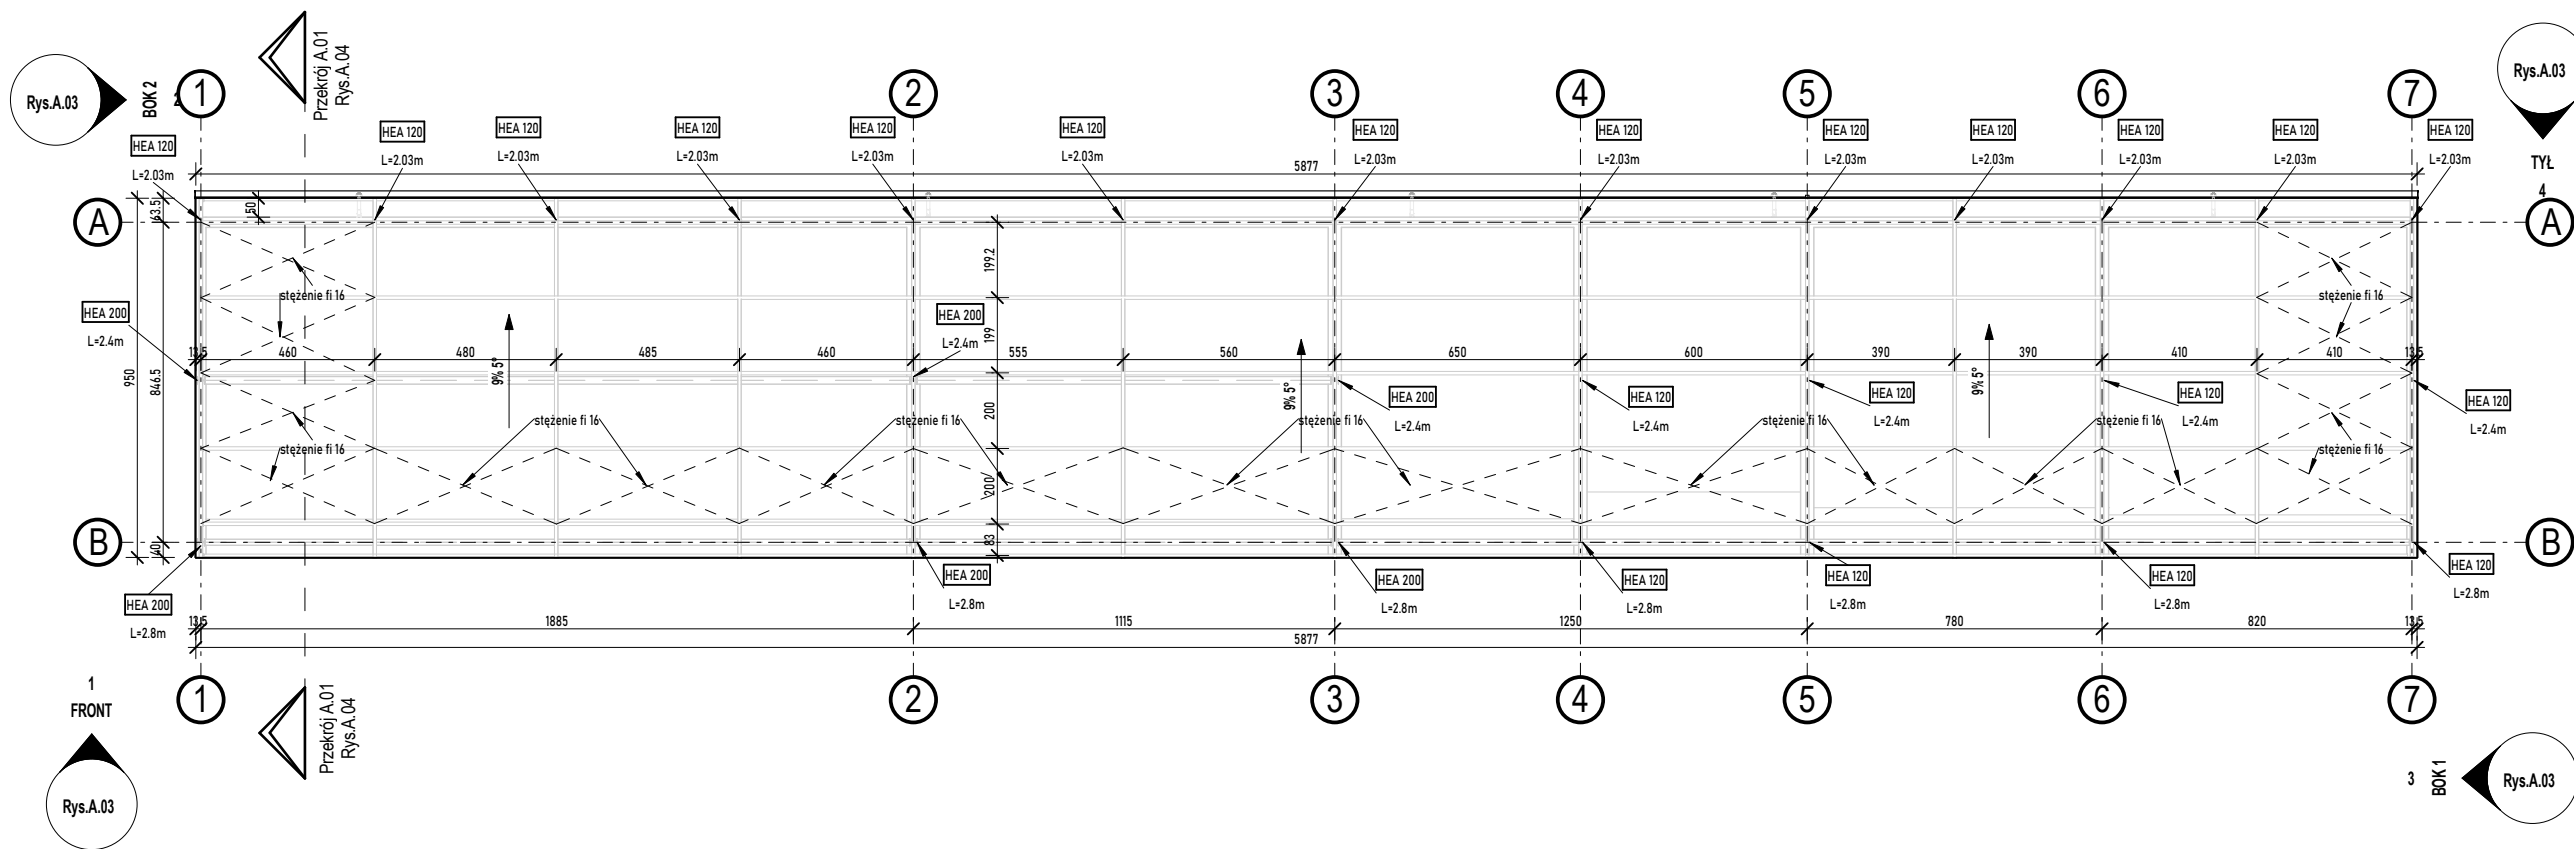 Rys.A.03
BOK 2
2
1
Przekrój A.01
Rys.A.04
2
3
4
5
6
7
Rys.A.03
TYŁ
4
HEA 120
L=2.03m
HEA 120
L=2.03m
HEA 120
L=2.03m
HEA 120
L=2.03m
HEA 120
L=2.03m
HEA 120
L=2.03m
HEA 120
L=2.03m
HEA 120
L=2.03m
HEA 120
L=2.03m
HEA 120
L=2.03m
HEA 120
L=2.03m
HEA 120
L=2.03m
HEA 120
L=2.03m
5877
A
A
63.5
50
950
846.5
40
199.2
199
200
200
83
stężenie fi 16
stężenie fi 16
HEA 200
L=2.4m
HEA 200
L=2.4m
13.5
460
480
485
460
555
560
650
600
390
390
410
410
13.5
9% 5°
9% 5°
9% 5°
HEA 200
L=2.4m
HEA 120
L=2.4m
HEA 120
L=2.4m
HEA 120
L=2.4m
HEA 120
L=2.4m
stężenie fi 16
stężenie fi 16
stężenie fi 16
stężenie fi 16
stężenie fi 16
stężenie fi 16
stężenie fi 16
B
B
HEA 200
L=2.8m
HEA 200
L=2.8m
HEA 200
L=2.8m
HEA 120
L=2.8m
HEA 120
L=2.8m
HEA 120
L=2.8m
HEA 120
L=2.8m
13.5
1885
1115
1250
780
820
13.5
5877
1
FRONT
Rys.A.03
1
Przekrój A.01
Rys.A.04
2
3
4
5
6
7
3
BOK 1
Rys.A.03